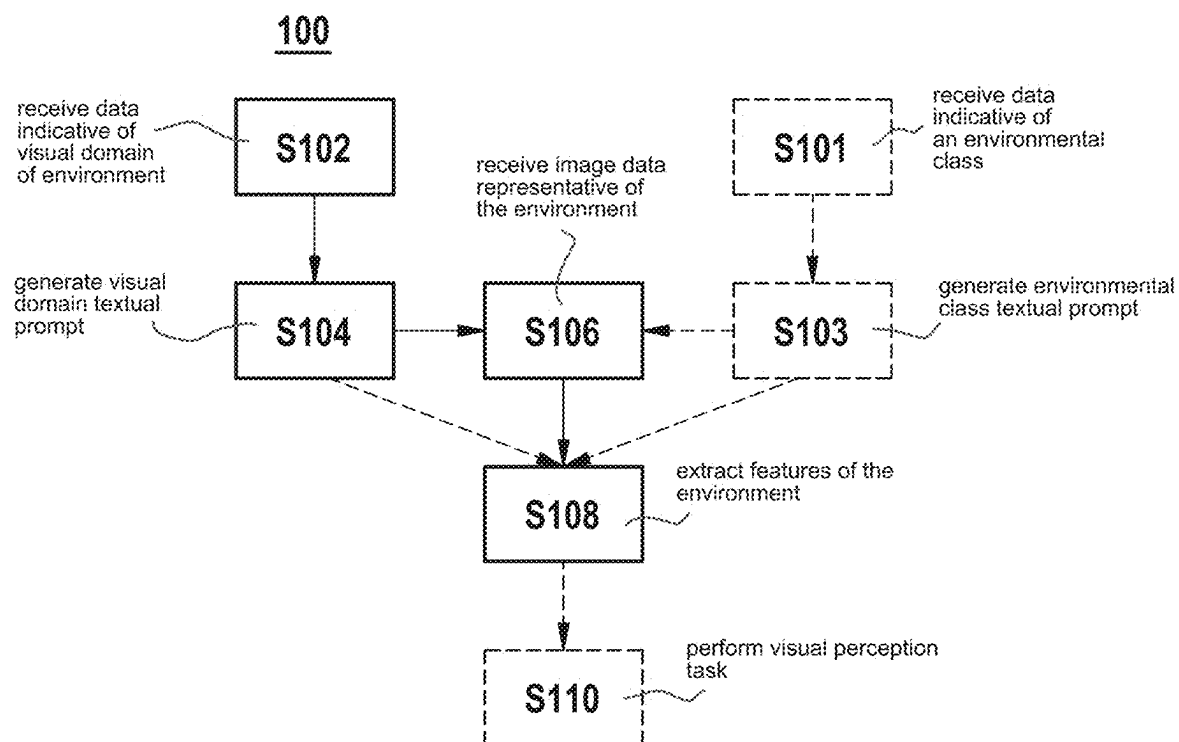 100
receive data
indicative of
visual domain
of environment
S102
receive image data
representative of
the environment
S101
receive data
indicative of
an environmental
class
generate visual
domain textual
prompt
S104
S106
S103
generate environmental
class textual prompt
S108
extract features of the
environment
S110
perform visual perception
task